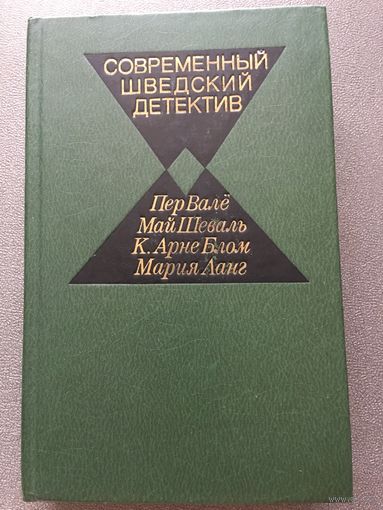 СОВРЕМЕННЫЙ
ШВЕДСКИЙ
ДЕТЕКТИВ
Пер Валё
Май Шеваль
К. Арне Блом
Мария Ланг